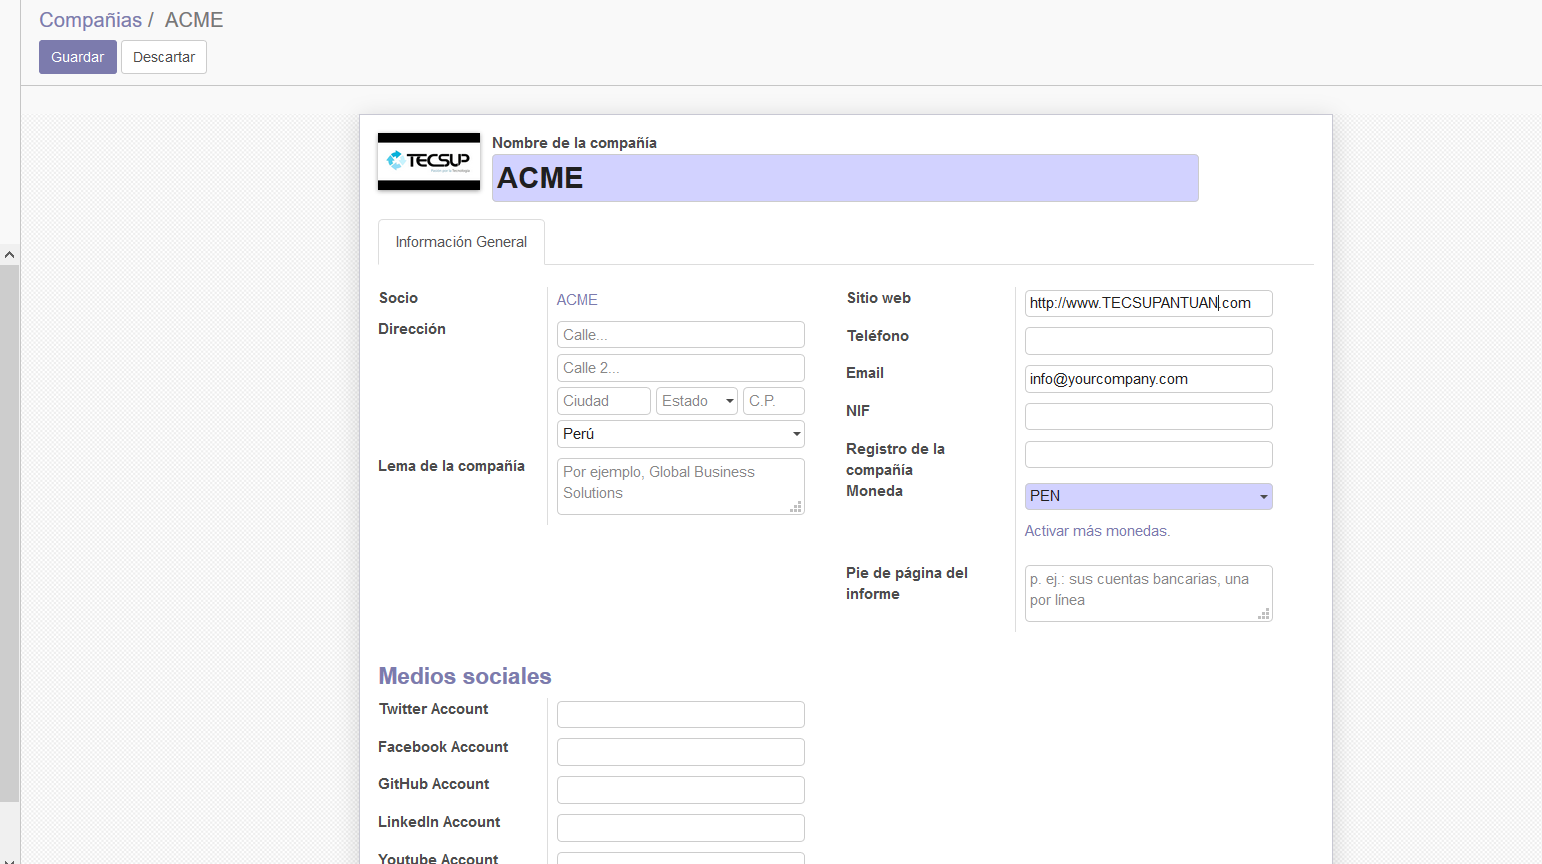 Compañias / ACME
Guardar Descartar
TECSUP
Nombre de la compañía
ACME
Información General
Socio
ACME
Dirección
Calle...
Calle 2...
Ciudad Estado C.P.
Perú
Lema de la compañía
Por ejemplo, Global Business
Solutions
Sitio web
http://www.TECSUPANTUAN.com
Teléfono
Email
info@yourcompany.com
NIF
Registro de la
compañía
Moneda
PEN
Activar más monedas.
Pie de página del
informe
p. ej.: sus cuentas bancarias, una
por línea
Medios sociales
Twitter Account
Facebook Account
GitHub Account
LinkedIn Account
Youtube Account